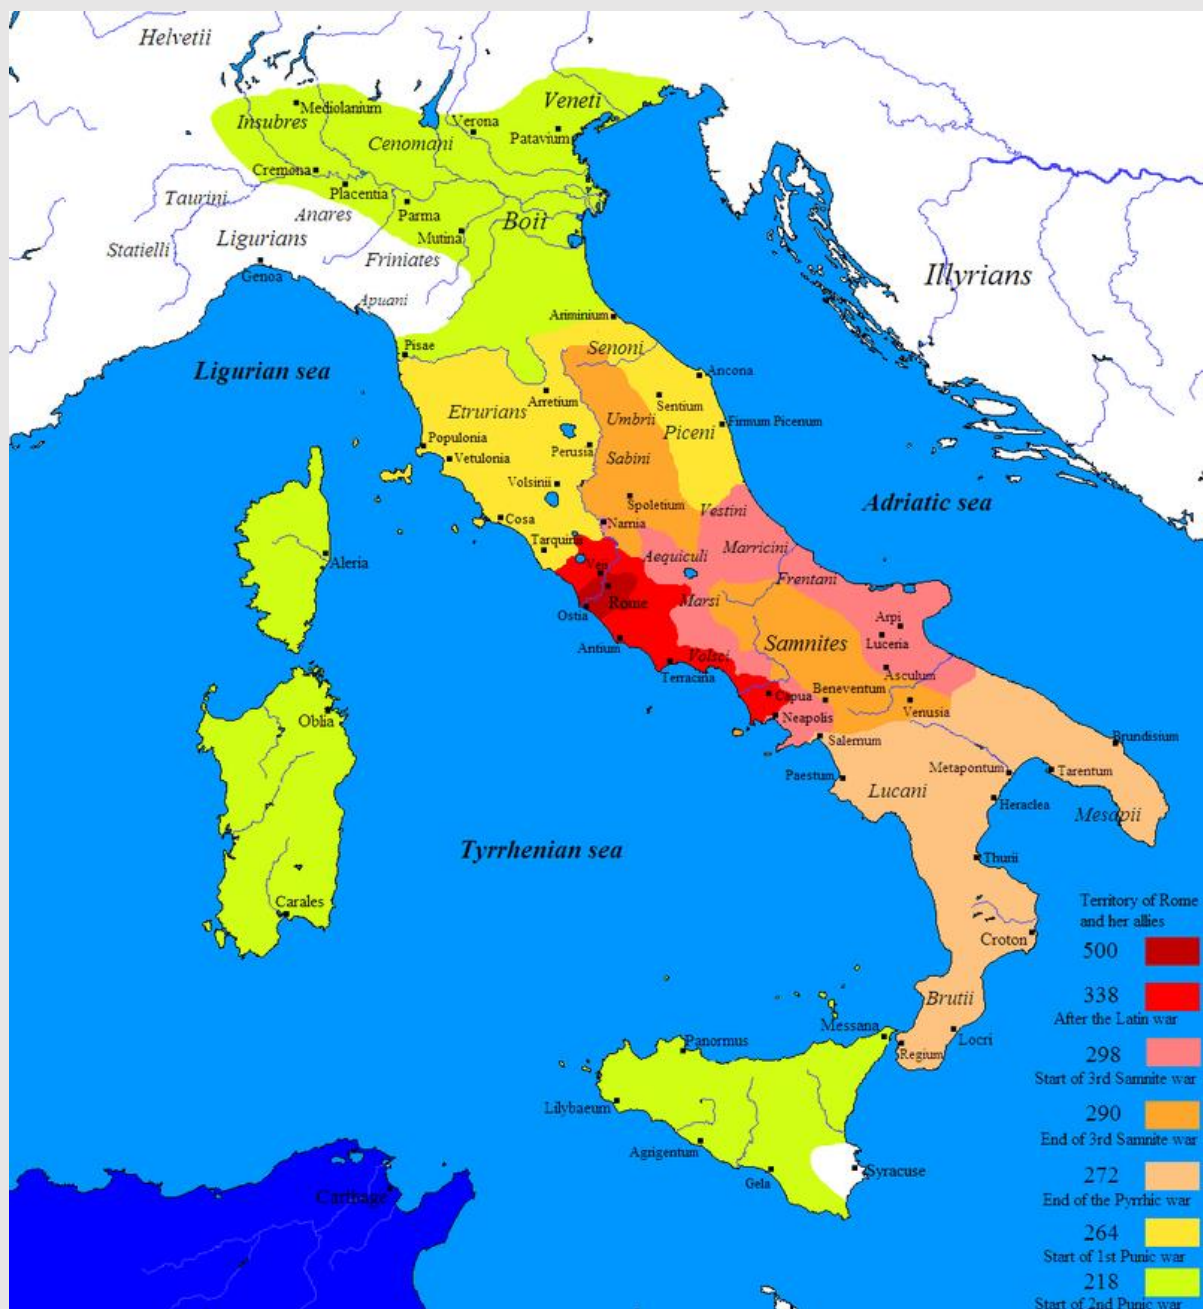 Helvetii
Mediolanium
Insubres
Veneti
Cenomani
Verona
Patavium
Cremona
Placentia
Taurini
Anares
Parma
Boii
Statielli
Ligurians
Mutina
Friniates
Genoa
Illyrians
Apuani
Ariminium
Pisae
Senoni
Ligurian sea
Ancona
Arretium
Sentium
Etrurians
Umbrii
Firmum Picenum
Piceni
Populonia
Perusia
Vetulonia
Sabini
Volsinii
Spoletium
Adriatic sea
Vestini
Cosa
Narnia
Tarquinii
Marricini
Aequiculi
Aleria
Veii
Frentani
Rome
Marsi
Ostia
Arpi
Antium
Samnites
Luceria
Volsci
Terracina
Asculum
Capua
Beneventum
Oblia
Neapolis
Venusia
Salernum
Brundisium
Paestum
Metapontum
Tarentum
Lucani
Heraclea
Mesapii
Tyrrhenian sea
Thurii
Carales
Croton
Brutii
Messana
Locri
Panormus
Regium
Lilybaeum
Agrigentum
Gela
Syracuse
Carthage
Territory of Rome
and her allies
500
338
After the Latin war
298
Start of 3rd Samnite war
290
End of 3rd Samnite war
272
End of the Pyrrhic war
264
Start of 1st Punic war
218
Start of 2nd Punic war